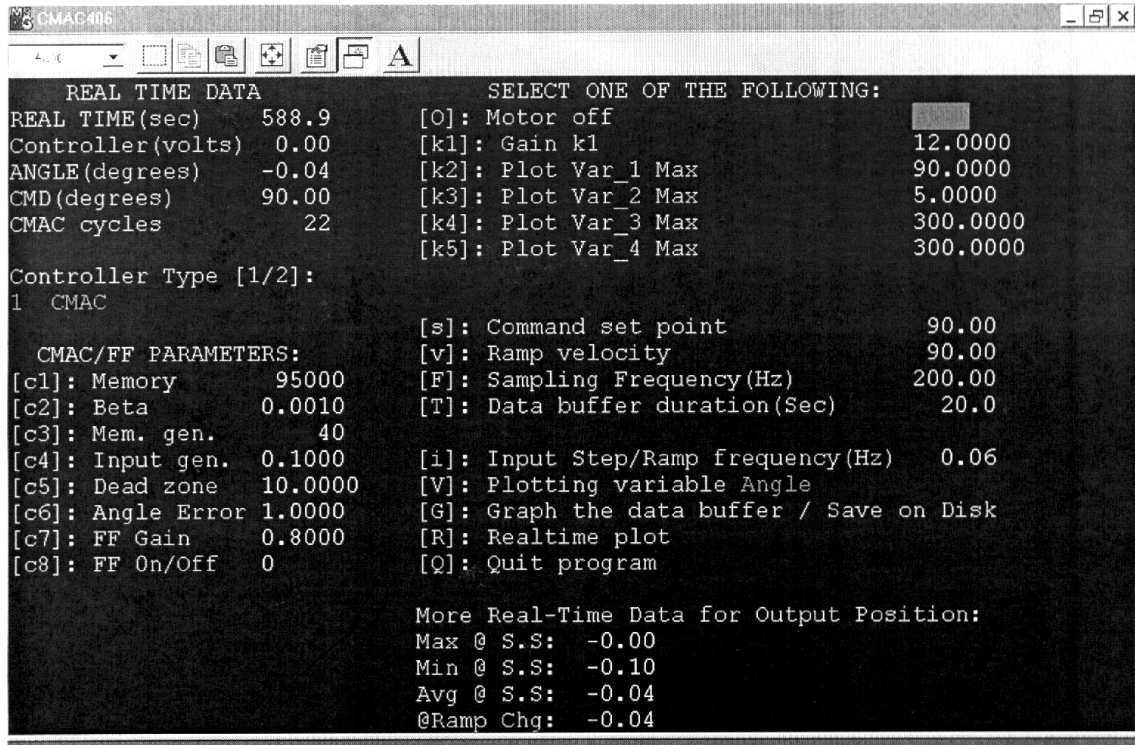 CMAC406
Auto
A
REAL TIME DATA
REAL TIME(sec) 588.9
Controller(volts) 0.00
ANGLE(degrees) -0.04
CMD(degrees) 90.00
CMAC cycles 22
Controller Type [1/2]:
1 CMAC
CMAC/FF PARAMETERS:
[c1]: Memory 95000
[c2]: Beta 0.0010
[c3]: Mem. gen. 40
[c4]: Input gen. 0.1000
[c5]: Dead zone 10.0000
[c6]: Angle Error 1.0000
[c7]: FF Gain 0.8000
[c8]: FF On/Off 0
SELECT ONE OF THE FOLLOWING:
[O]: Motor off
[k1]: Gain k1 12.0000
[k2]: Plot Var_1 Max 90.0000
[k3]: Plot Var_2 Max 5.0000
[k4]: Plot Var_3 Max 300.0000
[k5]: Plot Var_4 Max 300.0000
[s]: Command set point 90.00
[v]: Ramp velocity 90.00
[F]: Sampling Frequency(Hz) 200.00
[T]: Data buffer duration(Sec) 20.0
[i]: Input Step/Ramp frequency(Hz) 0.06
[V]: Plotting variable Angle
[G]: Graph the data buffer / Save on Disk
[R]: Realtime plot
[Q]: Quit program
More Real-Time Data for Output Position:
Max @ S.S: -0.00
Min @ S.S: -0.10
Avg @ S.S: -0.04
@Ramp Chg: -0.04